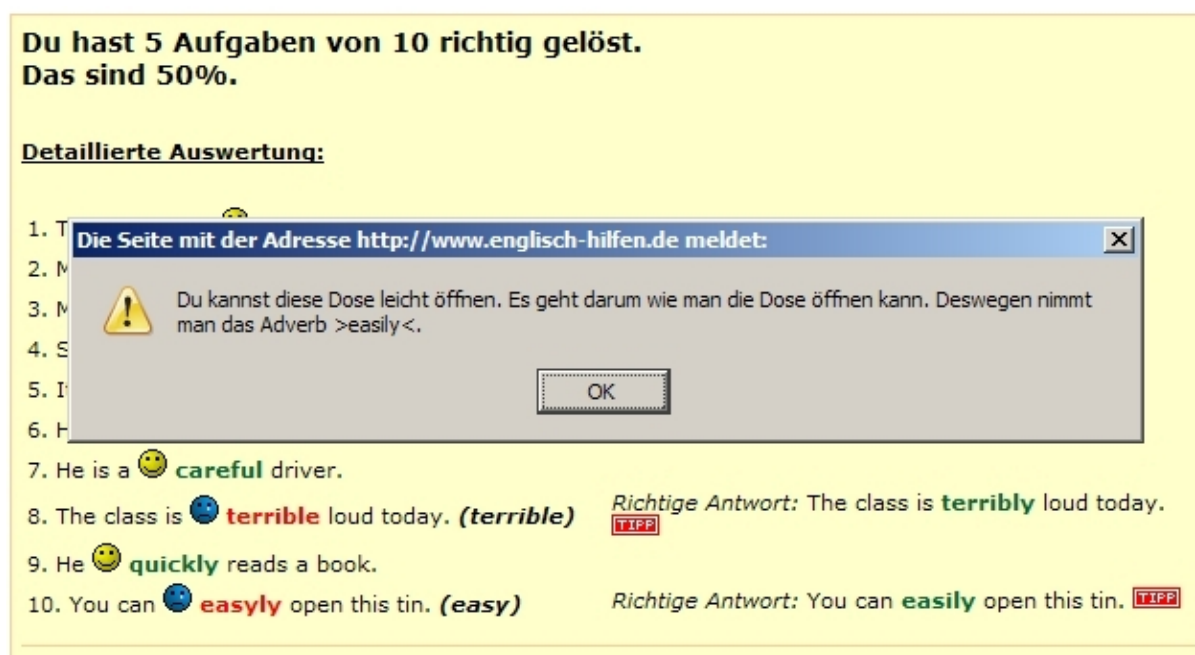 Du hast 5 Aufgaben von 10 richtig gelöst.
Das sind 50%.
Detaillierte Auswertung:
1. T
Die Seite mit der Adresse http://www.englisch-hilfen.de meldet:
2. M
Du kannst diese Dose leicht öffnen. Es geht darum wie man die Dose öffnen kann. Deswegen nimmt
3. M
man das Adverb >easily<.
4. S
5. I
OK
6. H
7. He is a careful driver.
8. The class is terrible loud today. (terrible) Richtige Antwort: The class is terribly loud today.
TIPP
9. He quickly reads a book.
10. You can easyly open this tin. (easy) Richtige Antwort: You can easily open this tin. TIPP